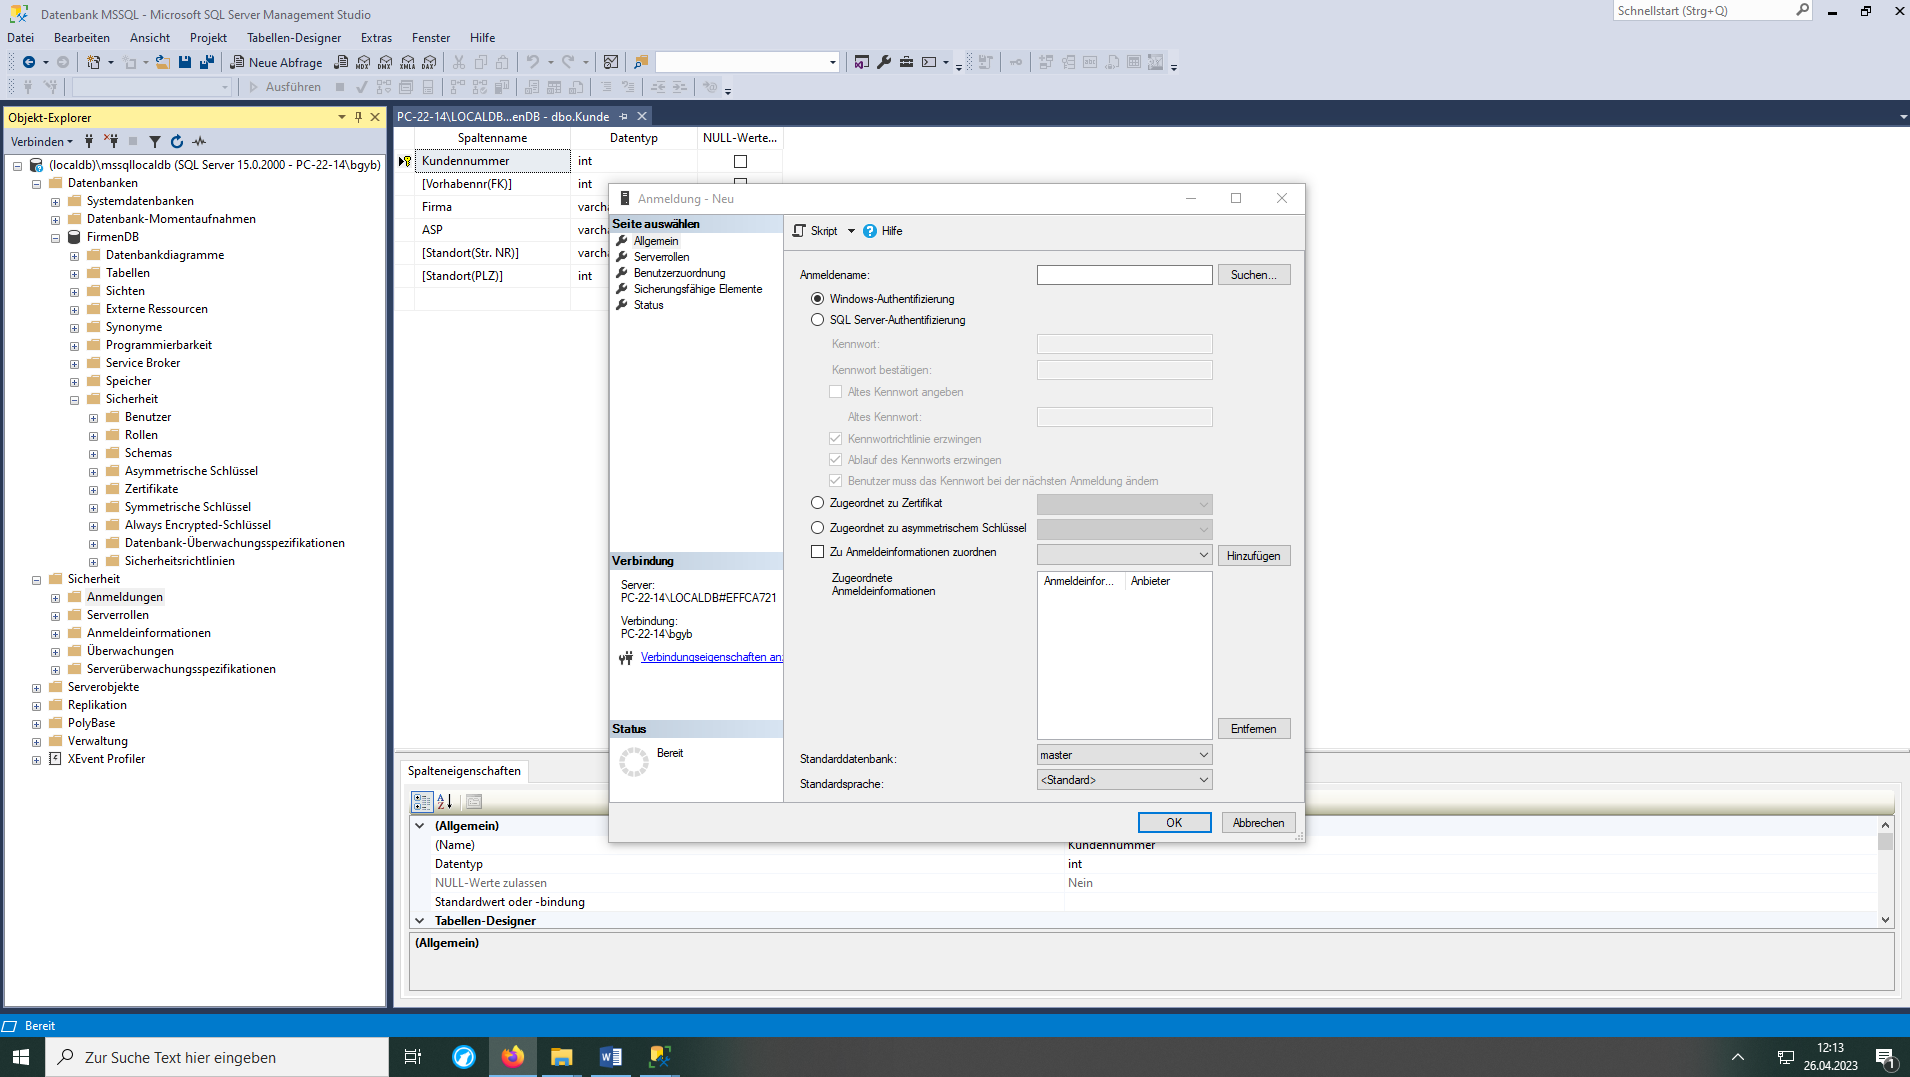 Datenbank MSSQL - Microsoft SQL Server Management Studio
Schnellstart (Strg+Q)
Datei Bearbeiten Ansicht Projekt Tabellen-Designer Extras Fenster Hilfe
Neue Abfrage
MDX DMX XMLA DAX
Ausführen
Objekt-Explorer
Verbinden
(localdb)\mssqllocaldb (SQL Server 15.0.2000 - PC-22-14\bgyb)
Datenbanken
Systemdatenbanken
Datenbank-Momentaufnahmen
FirmenDB
Datenbankdiagramme
Tabellen
Sichten
Externe Ressourcen
Synonyme
Programmierbarkeit
Service Broker
Speicher
Sicherheit
Benutzer
Rollen
Schemas
Asymmetrische Schlüssel
Zertifikate
Symmetrische Schlüssel
Always Encrypted-Schlüssel
Datenbank-Überwachungsspezifikationen
Sicherheitsrichtlinien
Sicherheit
Anmeldungen
Serverrollen
Anmeldeinformationen
Überwachungen
Serverüberwachungsspezifikationen
Serverobjekte
Replikation
PolyBase
Verwaltung
XEvent Profiler
PC-22-14\LOCALDB...enDB - dbo.Kunde
Spaltenname Datentyp NULL-Werte...
Kundennummer int
[Vorhabennr(FK)] int
Firma varcha
ASP varcha
[Standort(Str. NR)] varcha
[Standort(PLZ)] int
Anmeldung - Neu
Seite auswählen
Allgemein
Serverrollen
Benutzerzuordnung
Sicherungsfähige Elemente
Status
Verbindung
Server:
PC-22-14\LOCALDB#EFFCA721
Verbindung:
PC-22-14\bgyb
Verbindungseigenschaften an
Status
Bereit
Skript Hilfe
Anmeldename: Suchen...
Windows-Authentifizierung
SQL Server-Authentifizierung
Kennwort:
Kennwort bestätigen:
Altes Kennwort angeben
Altes Kennwort:
Kennwortrichtlinie erzwingen
Ablauf des Kennworts erzwingen
Benutzer muss das Kennwort bei der nächsten Anmeldung ändern
Zugeordnet zu Zertifikat
Zugeordnet zu asymmetrischem Schlüssel
Zu Anmeldeinformationen zuordnen Hinzufügen
Zugeordnete
Anmeldeinformationen
Anmeldeinfor... Anbieter
Entfernen
Standarddatenbank: master
Standardsprache: <Standard>
OK Abbrechen
Spalteneigenschaften
(Allgemein)
(Name) Kundennummer
Datentyp int
NULL-Werte zulassen Nein
Standardwert oder -bindung
Tabellen-Designer
(Allgemein)
Bereit
Zur Suche Text hier eingeben
12:13
26.04.2023
1